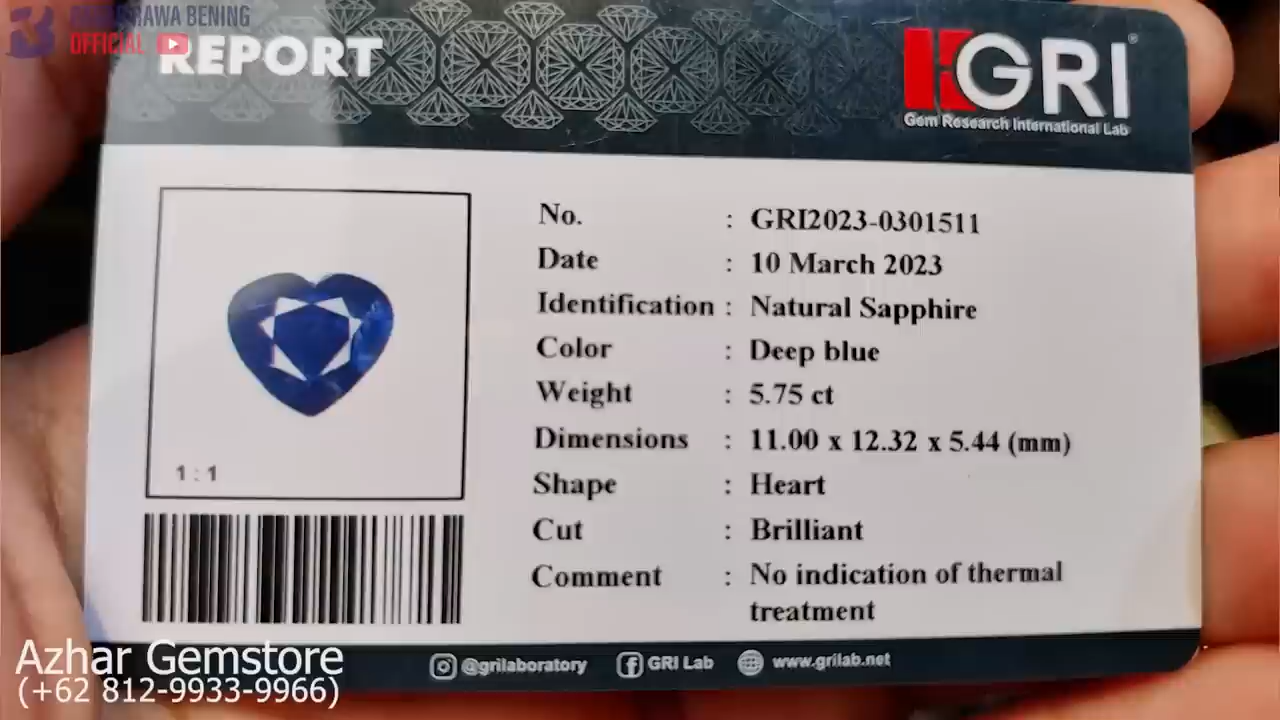 RAWA BENING
OFFICIAL
REPORT
GRI®
Gem Research International Lab
No. : GRI2023-0301511
Date : 10 March 2023
Identification : Natural Sapphire
Color : Deep blue
Weight : 5.75 ct
Dimensions : 11.00 x 12.32 x 5.44 (mm)
Shape : Heart
Cut : Brilliant
Comment : No indication of thermal
treatment
1 : 1
@grilaboratory GRI Lab www.grilab.net
Azhar Gemstore
(+62 812-9933-9966)